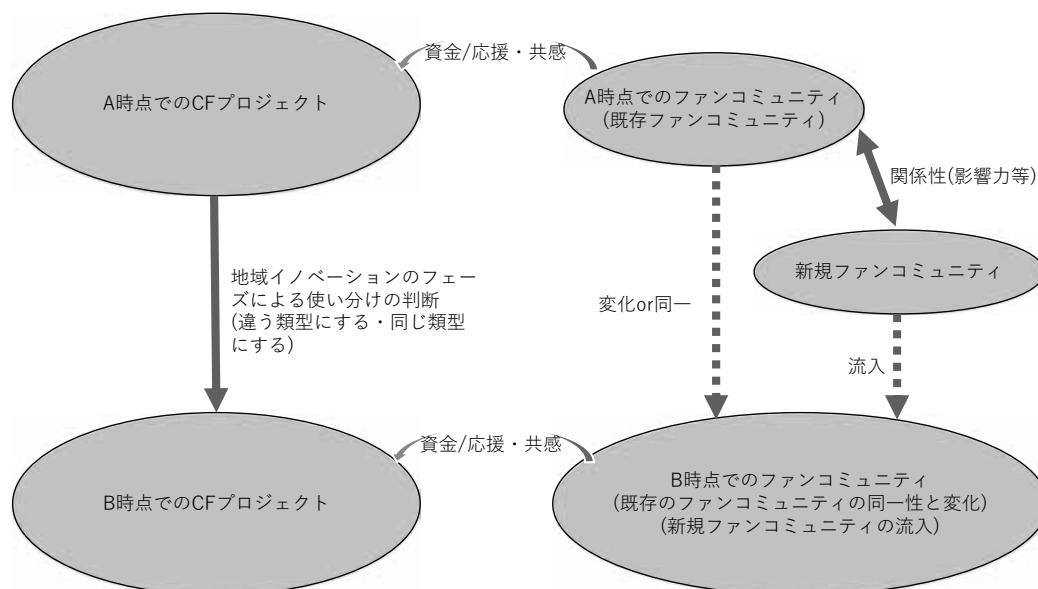 資金/応援・共感
A時点でのCFプロジェクト
A時点でのファンコミュニティ
(既存ファンコミュニティ)
関係性(影響力等)
新規ファンコミュニティ
地域イノベーションのフェー
ズによる使い分けの判断
(違う類型にする・同じ類型
にする)
変化or同一
流入
資金/応援・共感
B時点でのCFプロジェクト
B時点でのファンコミュニティ
(既存のファンコミュニティの同一性と変化)
(新規ファンコミュニティの流入)